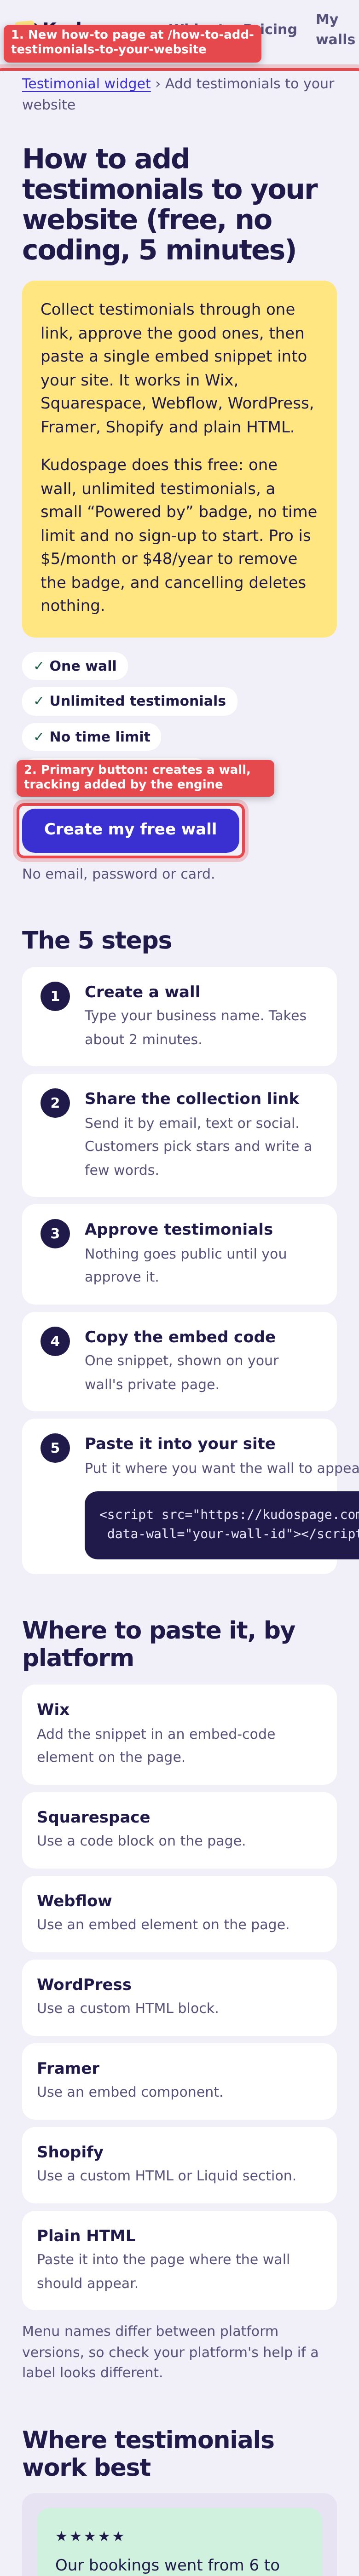 1. New how-to page at /how-to-add-
testimonials-to-your-website
My
walls
Testimonial widget › Add testimonials to your
website
How to add
testimonials to your
website (free, no
coding, 5 minutes)
Collect testimonials through one
link, approve the good ones, then
paste a single embed snippet into
your site. It works in Wix,
Squarespace, Webflow, WordPress,
Framer, Shopify and plain HTML.
Kudospage does this free: one
wall, unlimited testimonials, a
small “Powered by” badge, no time
limit and no sign-up to start. Pro is
$5/month or $48/year to remove
the badge, and cancelling deletes
nothing.
✓ One wall
✓ Unlimited testimonials
✓ No time limit
2. Primary button: creates a wall,
tracking added by the engine
Create my free wall
No email, password or card.
The 5 steps
1 Create a wall
Type your business name. Takes
about 2 minutes.
2 Share the collection link
Send it by email, text or social.
Customers pick stars and write a
few words.
3 Approve testimonials
Nothing goes public until you
approve it.
4 Copy the embed code
One snippet, shown on your
wall's private page.
5 Paste it into your site
Put it where you want the wall to appea
<script src="https://kudospage.com
data-wall="your-wall-id"></script
Where to paste it, by
platform
Wix
Add the snippet in an embed-code
element on the page.
Squarespace
Use a code block on the page.
Webflow
Use an embed element on the page.
WordPress
Use a custom HTML block.
Framer
Use an embed component.
Shopify
Use a custom HTML or Liquid section.
Plain HTML
Paste it into the page where the wall
should appear.
Menu names differ between platform
versions, so check your platform's help if a
label looks different.
Where testimonials
work best
★★★★★
Our bookings went from 6 to